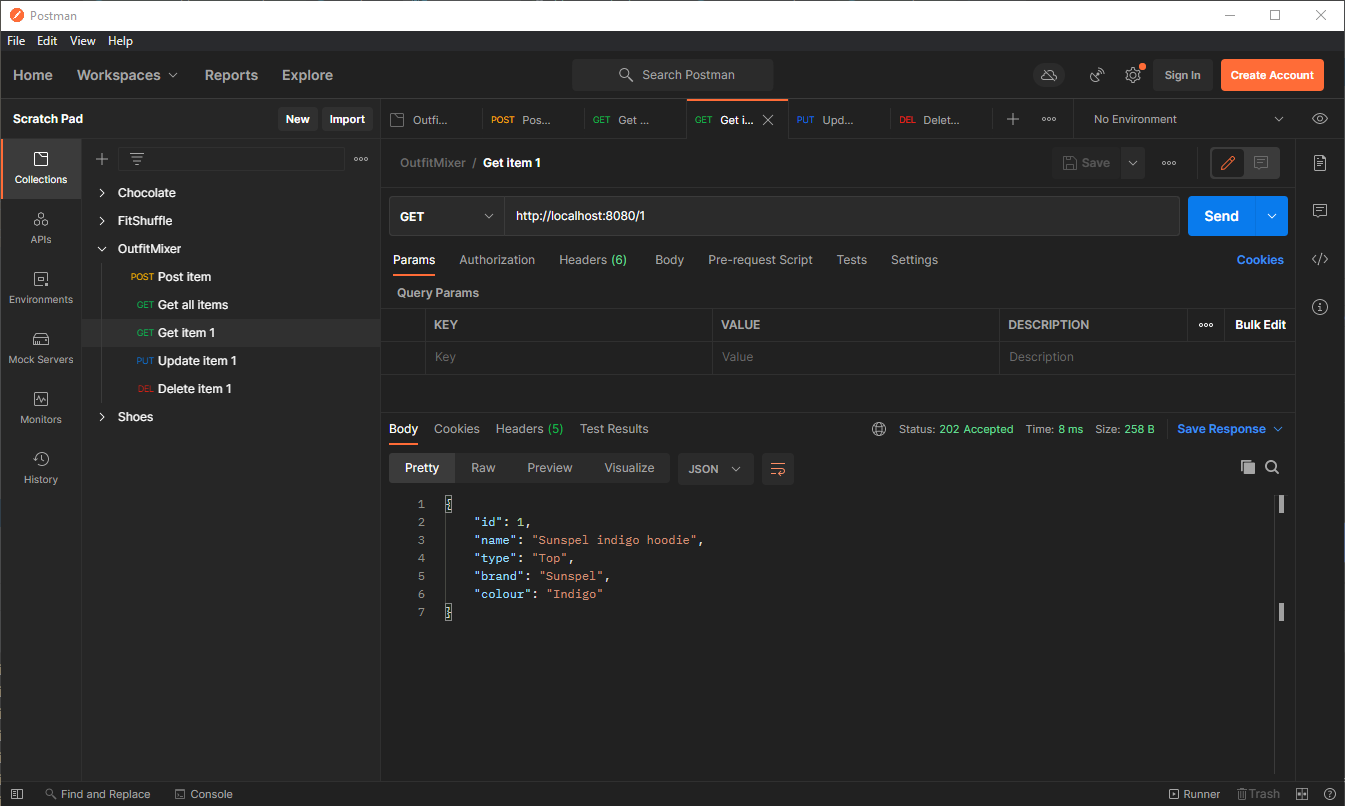 Postman
File Edit View Help
Home Workspaces Reports Explore Search Postman Sign In Create Account
Scratch Pad New Import
Outfi... POST Pos... GET Get ... GET Get i... PUT Upd... DEL Delet... No Environment
Collections
APIs
Environments
Mock Servers
Monitors
History
Chocolate
FitShuffle
OutfitMixer
POST Post item
GET Get all items
GET Get item 1
PUT Update item 1
DEL Delete item 1
Shoes
OutfitMixer / Get item 1 Save
GET http://localhost:8080/1 Send
Params Authorization Headers (6) Body Pre-request Script Tests Settings Cookies
Query Params
KEY VALUE DESCRIPTION Bulk Edit
Key Value Description
Body Cookies Headers (5) Test Results Status: 202 Accepted Time: 8 ms Size: 258 B Save Response
Pretty Raw Preview Visualize JSON
1 {
2 "id": 1,
3 "name": "Sunspel indigo hoodie",
4 "type": "Top",
5 "brand": "Sunspel",
6 "colour": "Indigo"
7 }
Find and Replace Console Runner Trash